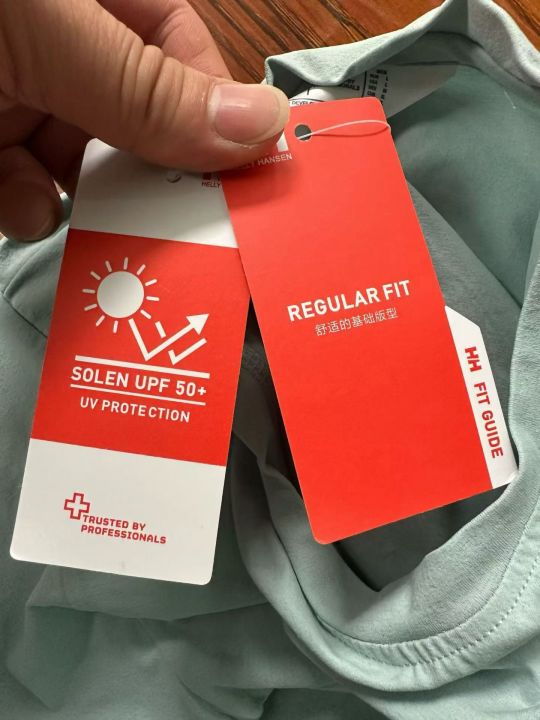 HELLY
SOLEN UPF 50+
UV PROTECTION
TRUSTED BY
PROFESSIONALS
HANSEN
REGULAR FIT
舒适的基础版型
HH FIT GUIDE